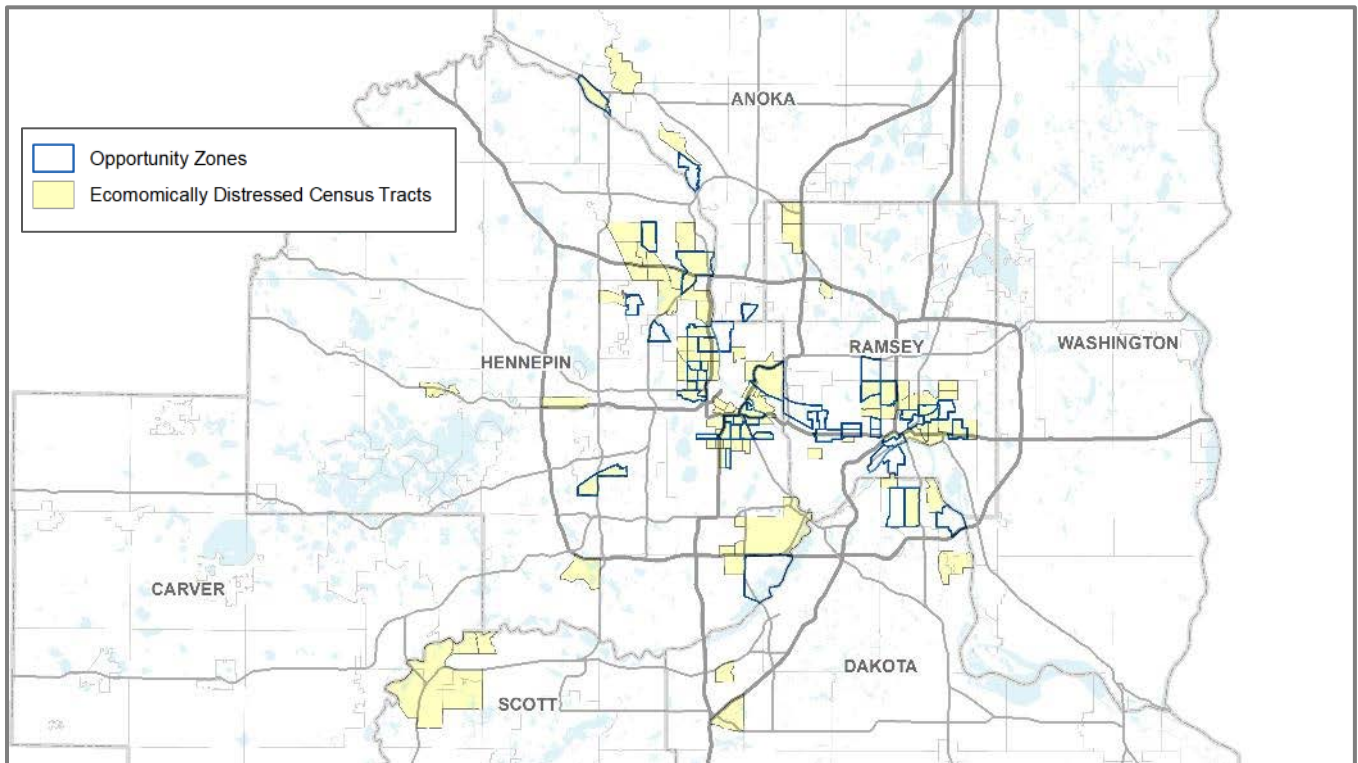 Opportunity Zones
Ecomomically Distressed Census Tracts
ANOKA
HENNEPIN
RAMSEY
WASHINGTON
CARVER
SCOTT
DAKOTA